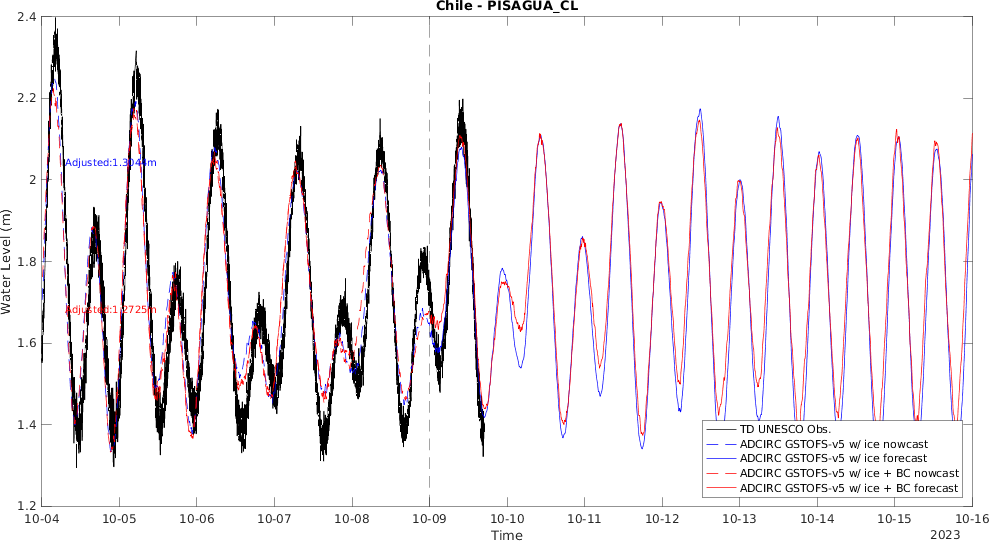 Chile - PISAGUA_CL
2.4
2.2
2
1.8
1.6
1.4
1.2
Water Level (m)
Adjusted:1.3044m
Adjusted:1.2725m
TD UNESCO Obs.
ADCIRC GSTOFS-v5 w/ ice nowcast
ADCIRC GSTOFS-v5 w/ ice forecast
ADCIRC GSTOFS-v5 w/ ice + BC nowcast
ADCIRC GSTOFS-v5 w/ ice + BC forecast
10-04 10-05 10-06 10-07 10-08 10-09 10-10 10-11 10-12 10-13 10-14 10-15 10-16
Time
2023